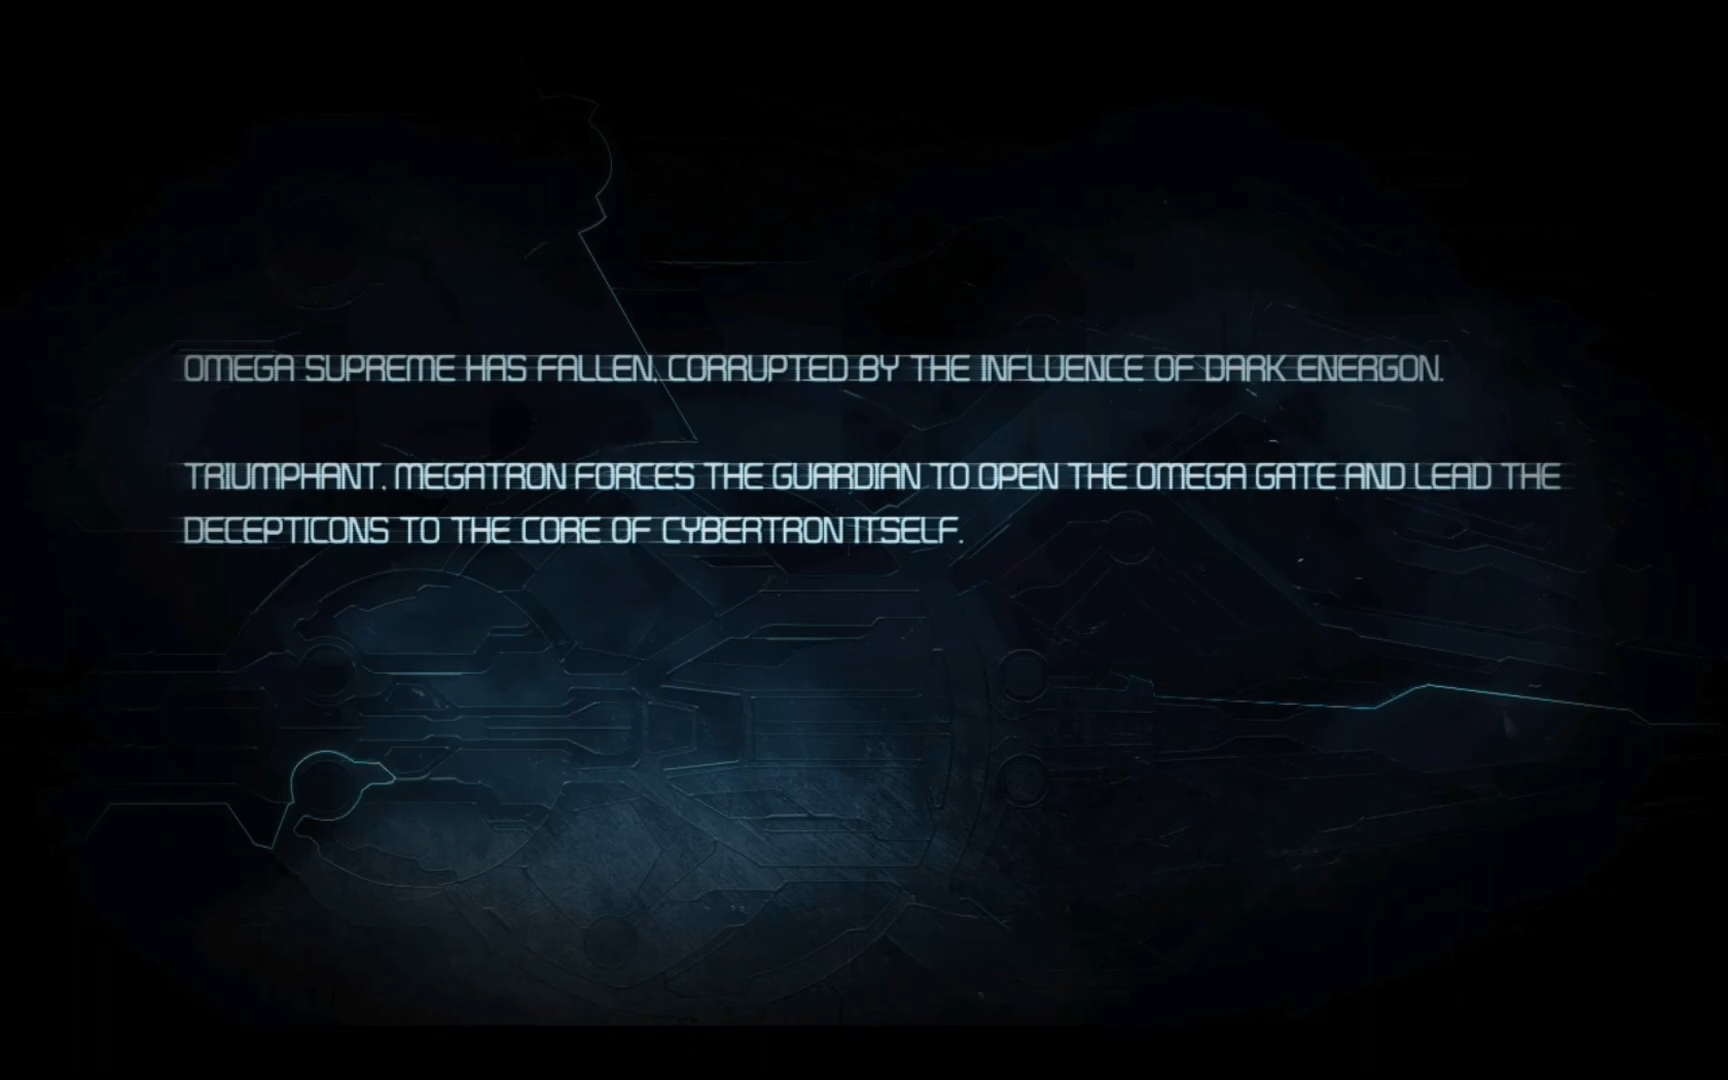 OMEGA SUPREME HAS FALLEN, CORRUPTED BY THE INFLUENCE OF DARK ENERGON.
TRIUMPHANT, MEGATRON FORCES THE GUARDIAN TO OPEN THE OMEGA GATE AND LEAD THE
DECEPTICONS TO THE CORE OF CYBERTRON ITSELF.